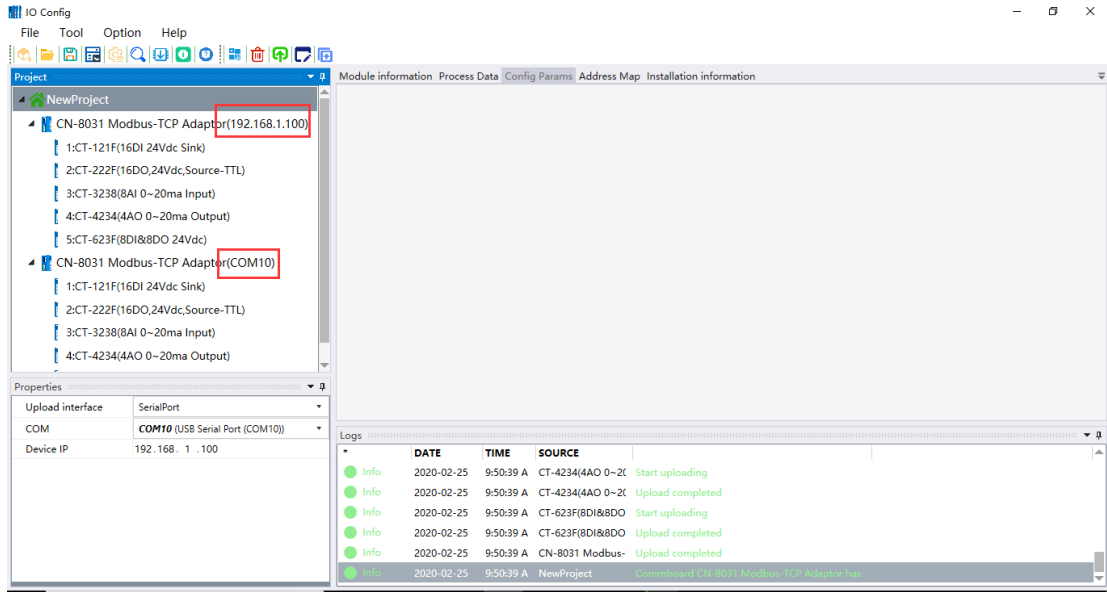 IO Config
File Tool Option Help
Project
Module information Process Data Config Params Address Map Installation information
NewProject
CN-8031 Modbus-TCP Adaptor(192.168.1.100)
1:CT-121F(16DI 24Vdc Sink)
2:CT-222F(16DO,24Vdc,Source-TTL)
3:CT-3238(8AI 0~20ma Input)
4:CT-4234(4AO 0~20ma Output)
5:CT-623F(8DI&8DO 24Vdc)
CN-8031 Modbus-TCP Adaptor(COM10)
1:CT-121F(16DI 24Vdc Sink)
2:CT-222F(16DO,24Vdc,Source-TTL)
3:CT-3238(8AI 0~20ma Input)
4:CT-4234(4AO 0~20ma Output)
Properties
Upload interface SerialPort
COM COM10 (USB Serial Port (COM10))
Device IP 192.168. 1 .100
Logs
* DATE TIME SOURCE
Info 2020-02-25 9:50:39 A CT-4234(4AO 0~20 Start uploading
Info 2020-02-25 9:50:39 A CT-4234(4AO 0~20 Upload completed
Info 2020-02-25 9:50:39 A CT-623F(8DI&8DO Start uploading
Info 2020-02-25 9:50:39 A CT-623F(8DI&8DO Upload completed
Info 2020-02-25 9:50:39 A CN-8031 Modbus- Upload completed
Info 2020-02-25 9:50:39 A NewProject Commboard CN-8031 Modbus-TCP Adaptor has